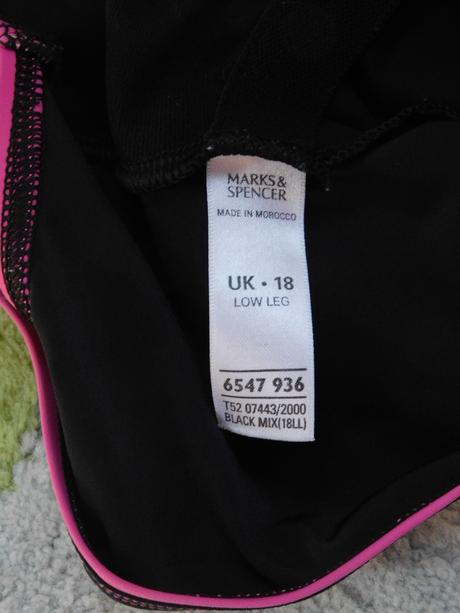 MARKS &
SPENCER
MADE IN MOROCCO
UK • 18
LOW LEG
6547 936
T52 07443/2000
BLACK MIX(18LL)